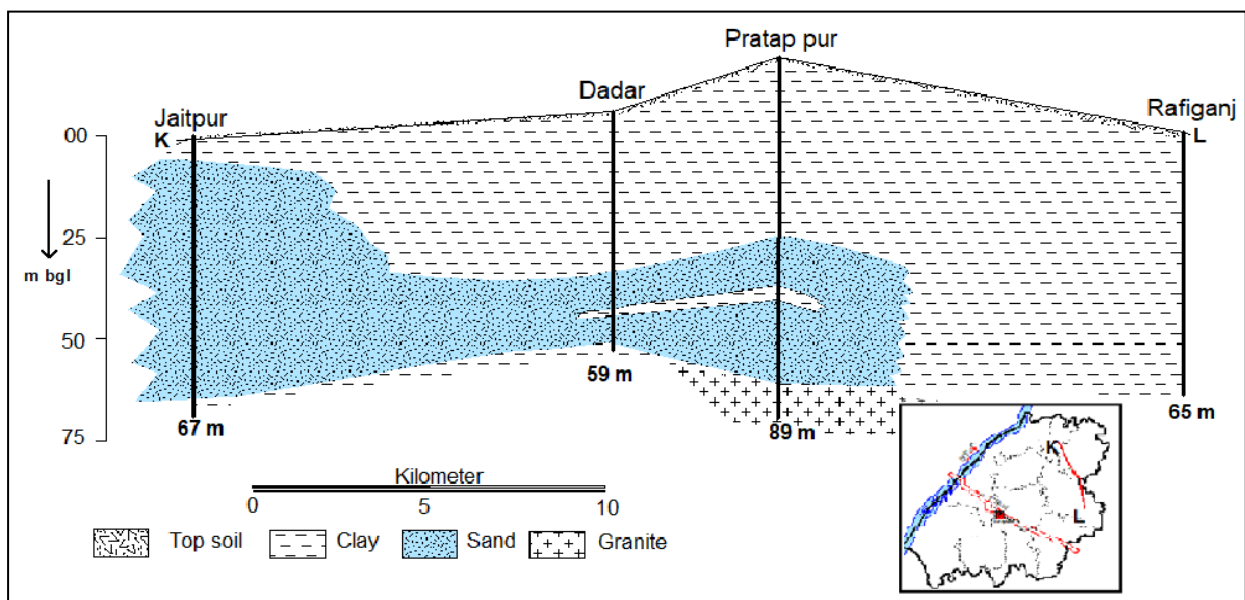 Pratap pur
Dadar
Jaitpur
Rafiganj
00
K
L
25
m bgl
50
59 m
67 m
89 m
65 m
75
Kilometer
0 5 10
K
L
Top soil Clay Sand Granite